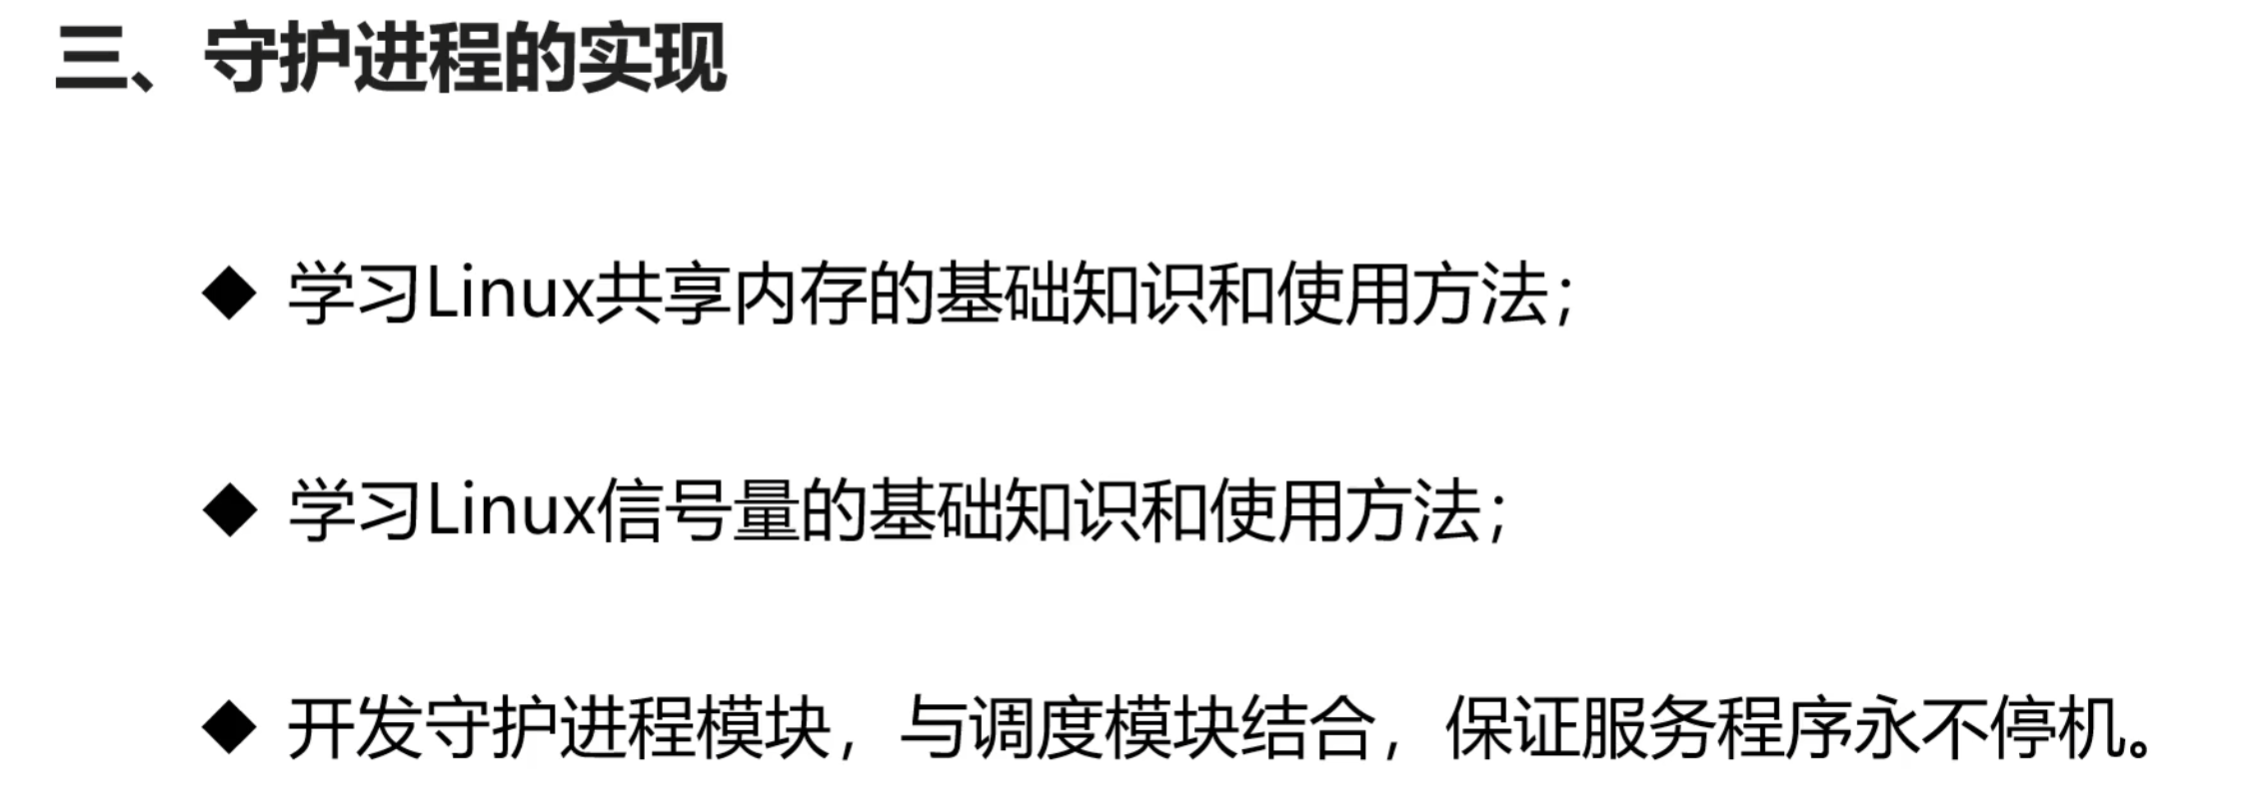 三、守护进程的实现
◆ 学习Linux共享内存的基础知识和使用方法；
◆ 学习Linux信号量的基础知识和使用方法；
◆ 开发守护进程模块，与调度模块结合，保证服务程序永不停机。